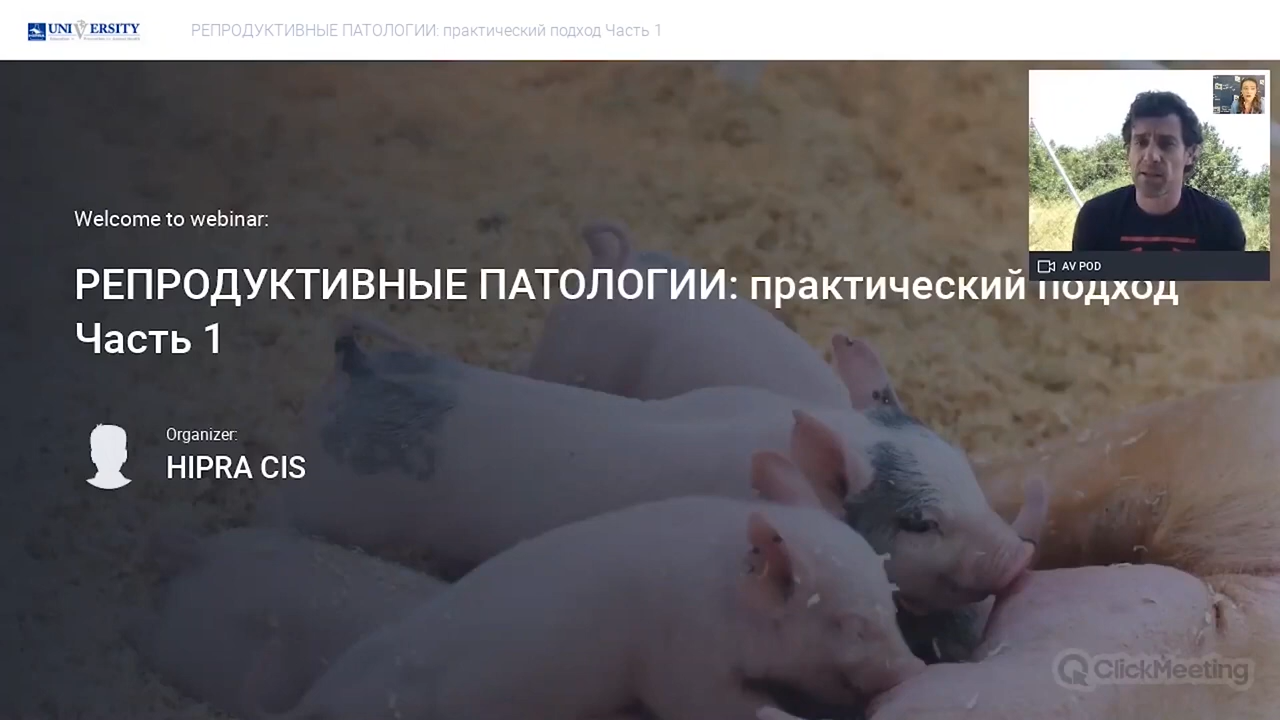 UNIVERSITY
РЕПРОДУКТИВНЫЕ ПАТОЛОГИИ: практический подход Часть 1
Welcome to webinar:
РЕПРОДУКТИВНЫЕ ПАТОЛОГИИ: практический подход
Часть 1
AV POD
Organizer:
HIPRA CIS
ClickMeeting